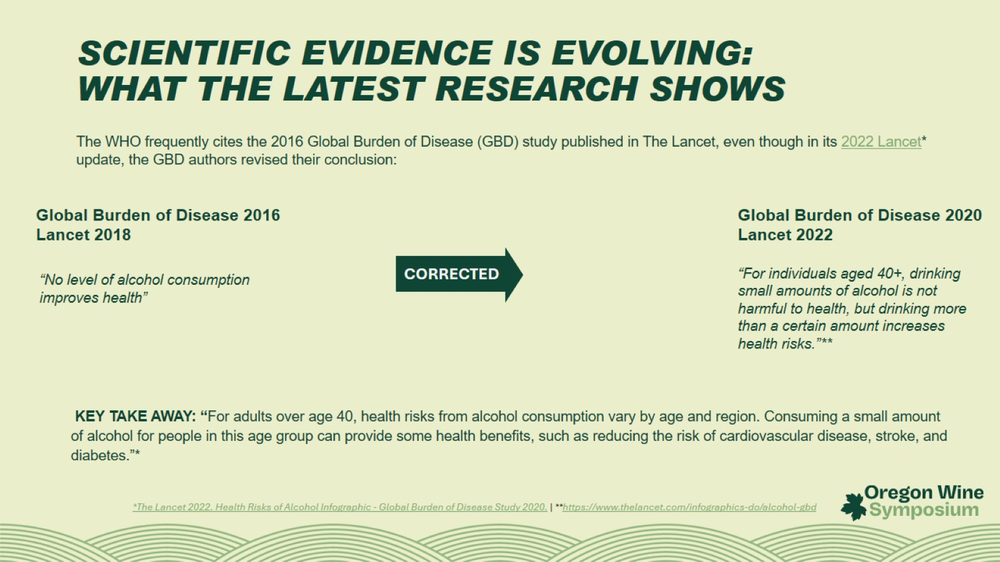 SCIENTIFIC EVIDENCE IS EVOLVING:
WHAT THE LATEST RESEARCH SHOWS
The WHO frequently cites the 2016 Global Burden of Disease (GBD) study published in The Lancet, even though in its 2022 Lancet*
update, the GBD authors revised their conclusion:
Global Burden of Disease 2016
Lancet 2018
“No level of alcohol consumption
improves health”
CORRECTED
Global Burden of Disease 2020
Lancet 2022
“For individuals aged 40+, drinking
small amounts of alcohol is not
harmful to health, but drinking more
than a certain amount increases
health risks.”**
KEY TAKE AWAY: “For adults over age 40, health risks from alcohol consumption vary by age and region. Consuming a small amount
of alcohol for people in this age group can provide some health benefits, such as reducing the risk of cardiovascular disease, stroke, and
diabetes.”*
*The Lancet 2022. Health Risks of Alcohol Infographic - Global Burden of Disease Study 2020. | **https://www.thelancet.com/infographics-do/alcohol-gbd
Oregon Wine
Symposium